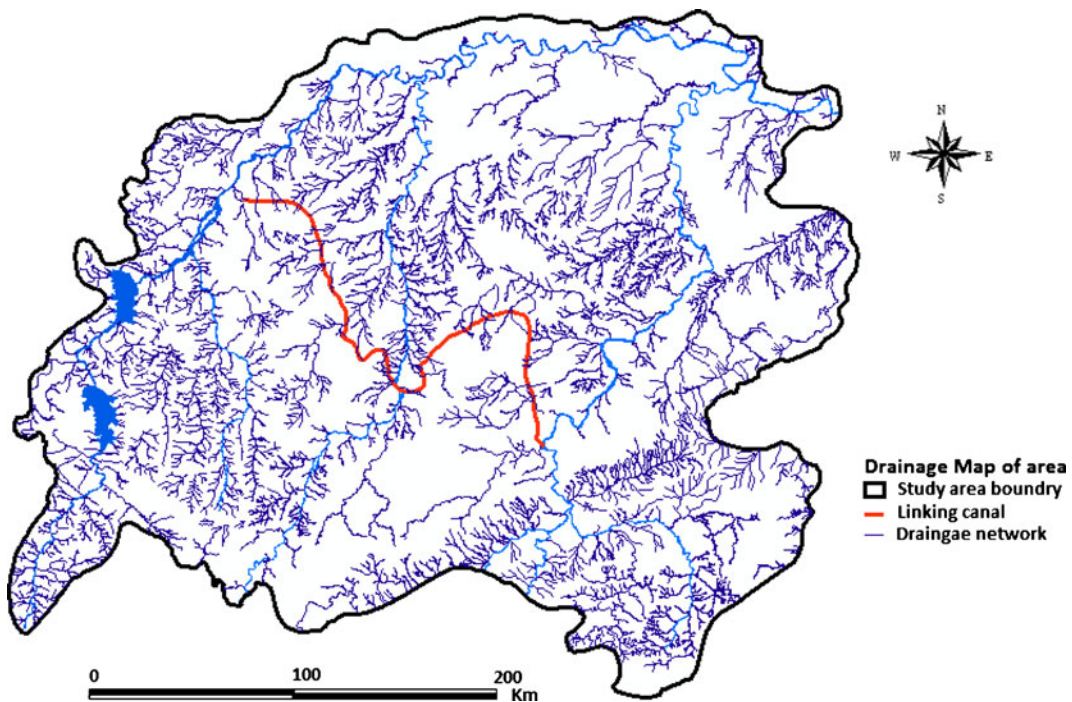 N
W E
S
Drainage Map of area
Study area boundry
Linking canal
Draingae network
0 100 200
Km